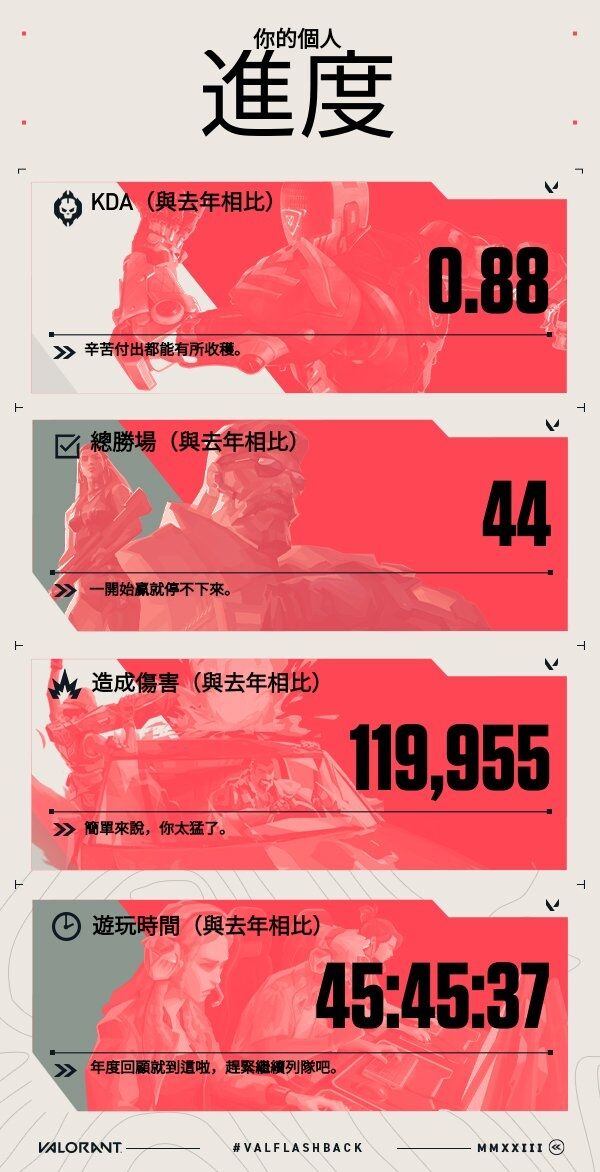 你的個人
進度
KDA（與去年相比）
0.88
辛苦付出都能有所收穫。
總勝場（與去年相比）
44
一開始贏就停不下來。
造成傷害（與去年相比）
119,955
簡單來說，你太猛了。
遊玩時間（與去年相比）
45:45:37
年度回顧就到這啦，趕緊繼續列隊吧。
VALORANT #VALFLASHBACK MMXXIII